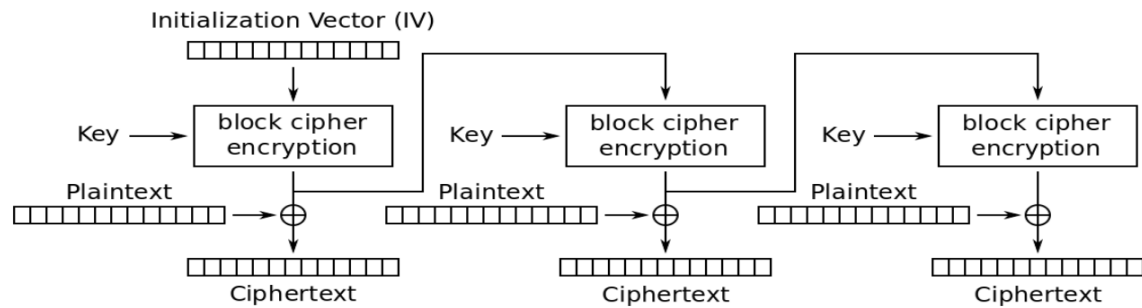 Initialization Vector (IV)
Key
block cipher
encryption
Key
block cipher
encryption
Key
block cipher
encryption
Plaintext
Plaintext
Plaintext
Ciphertext
Ciphertext
Ciphertext